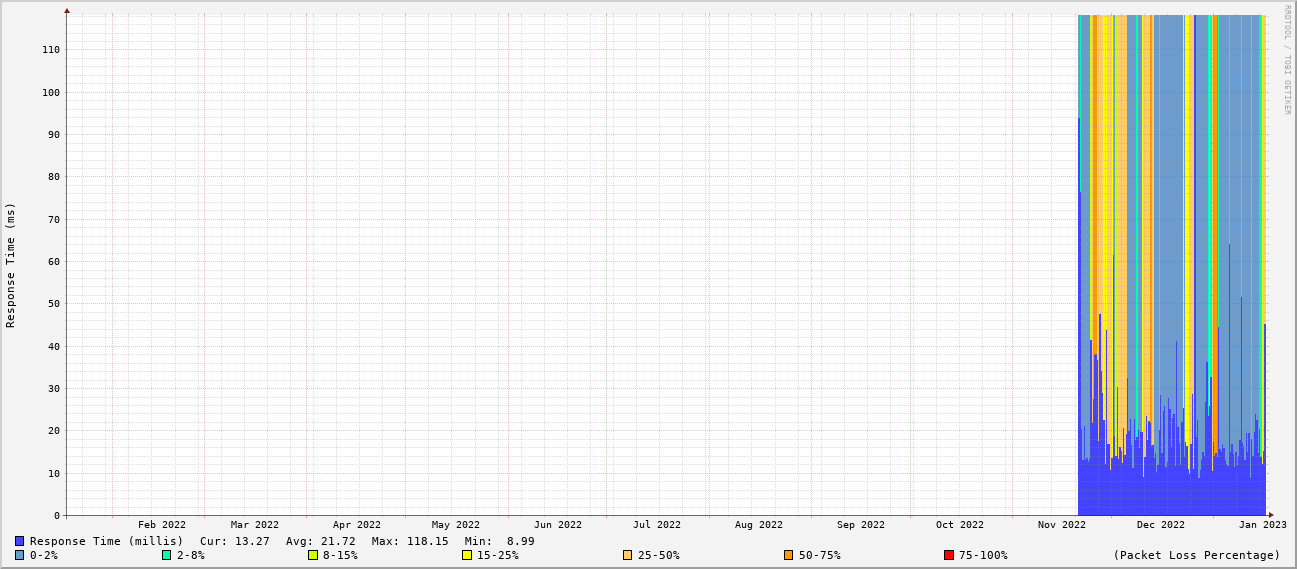 RRDTOOL / TOBI OETIKER
Response Time (ms)
110
100
90
80
70
60
50
40
30
20
10
0
Feb 2022 Mar 2022 Apr 2022 May 2022 Jun 2022 Jul 2022 Aug 2022 Sep 2022 Oct 2022 Nov 2022 Dec 2022 Jan 2023
Response Time (millis) Cur: 13.27 Avg: 21.72 Max: 118.15 Min: 8.99
0-2% 2-8% 8-15% 15-25% 25-50% 50-75% 75-100% (Packet Loss Percentage)